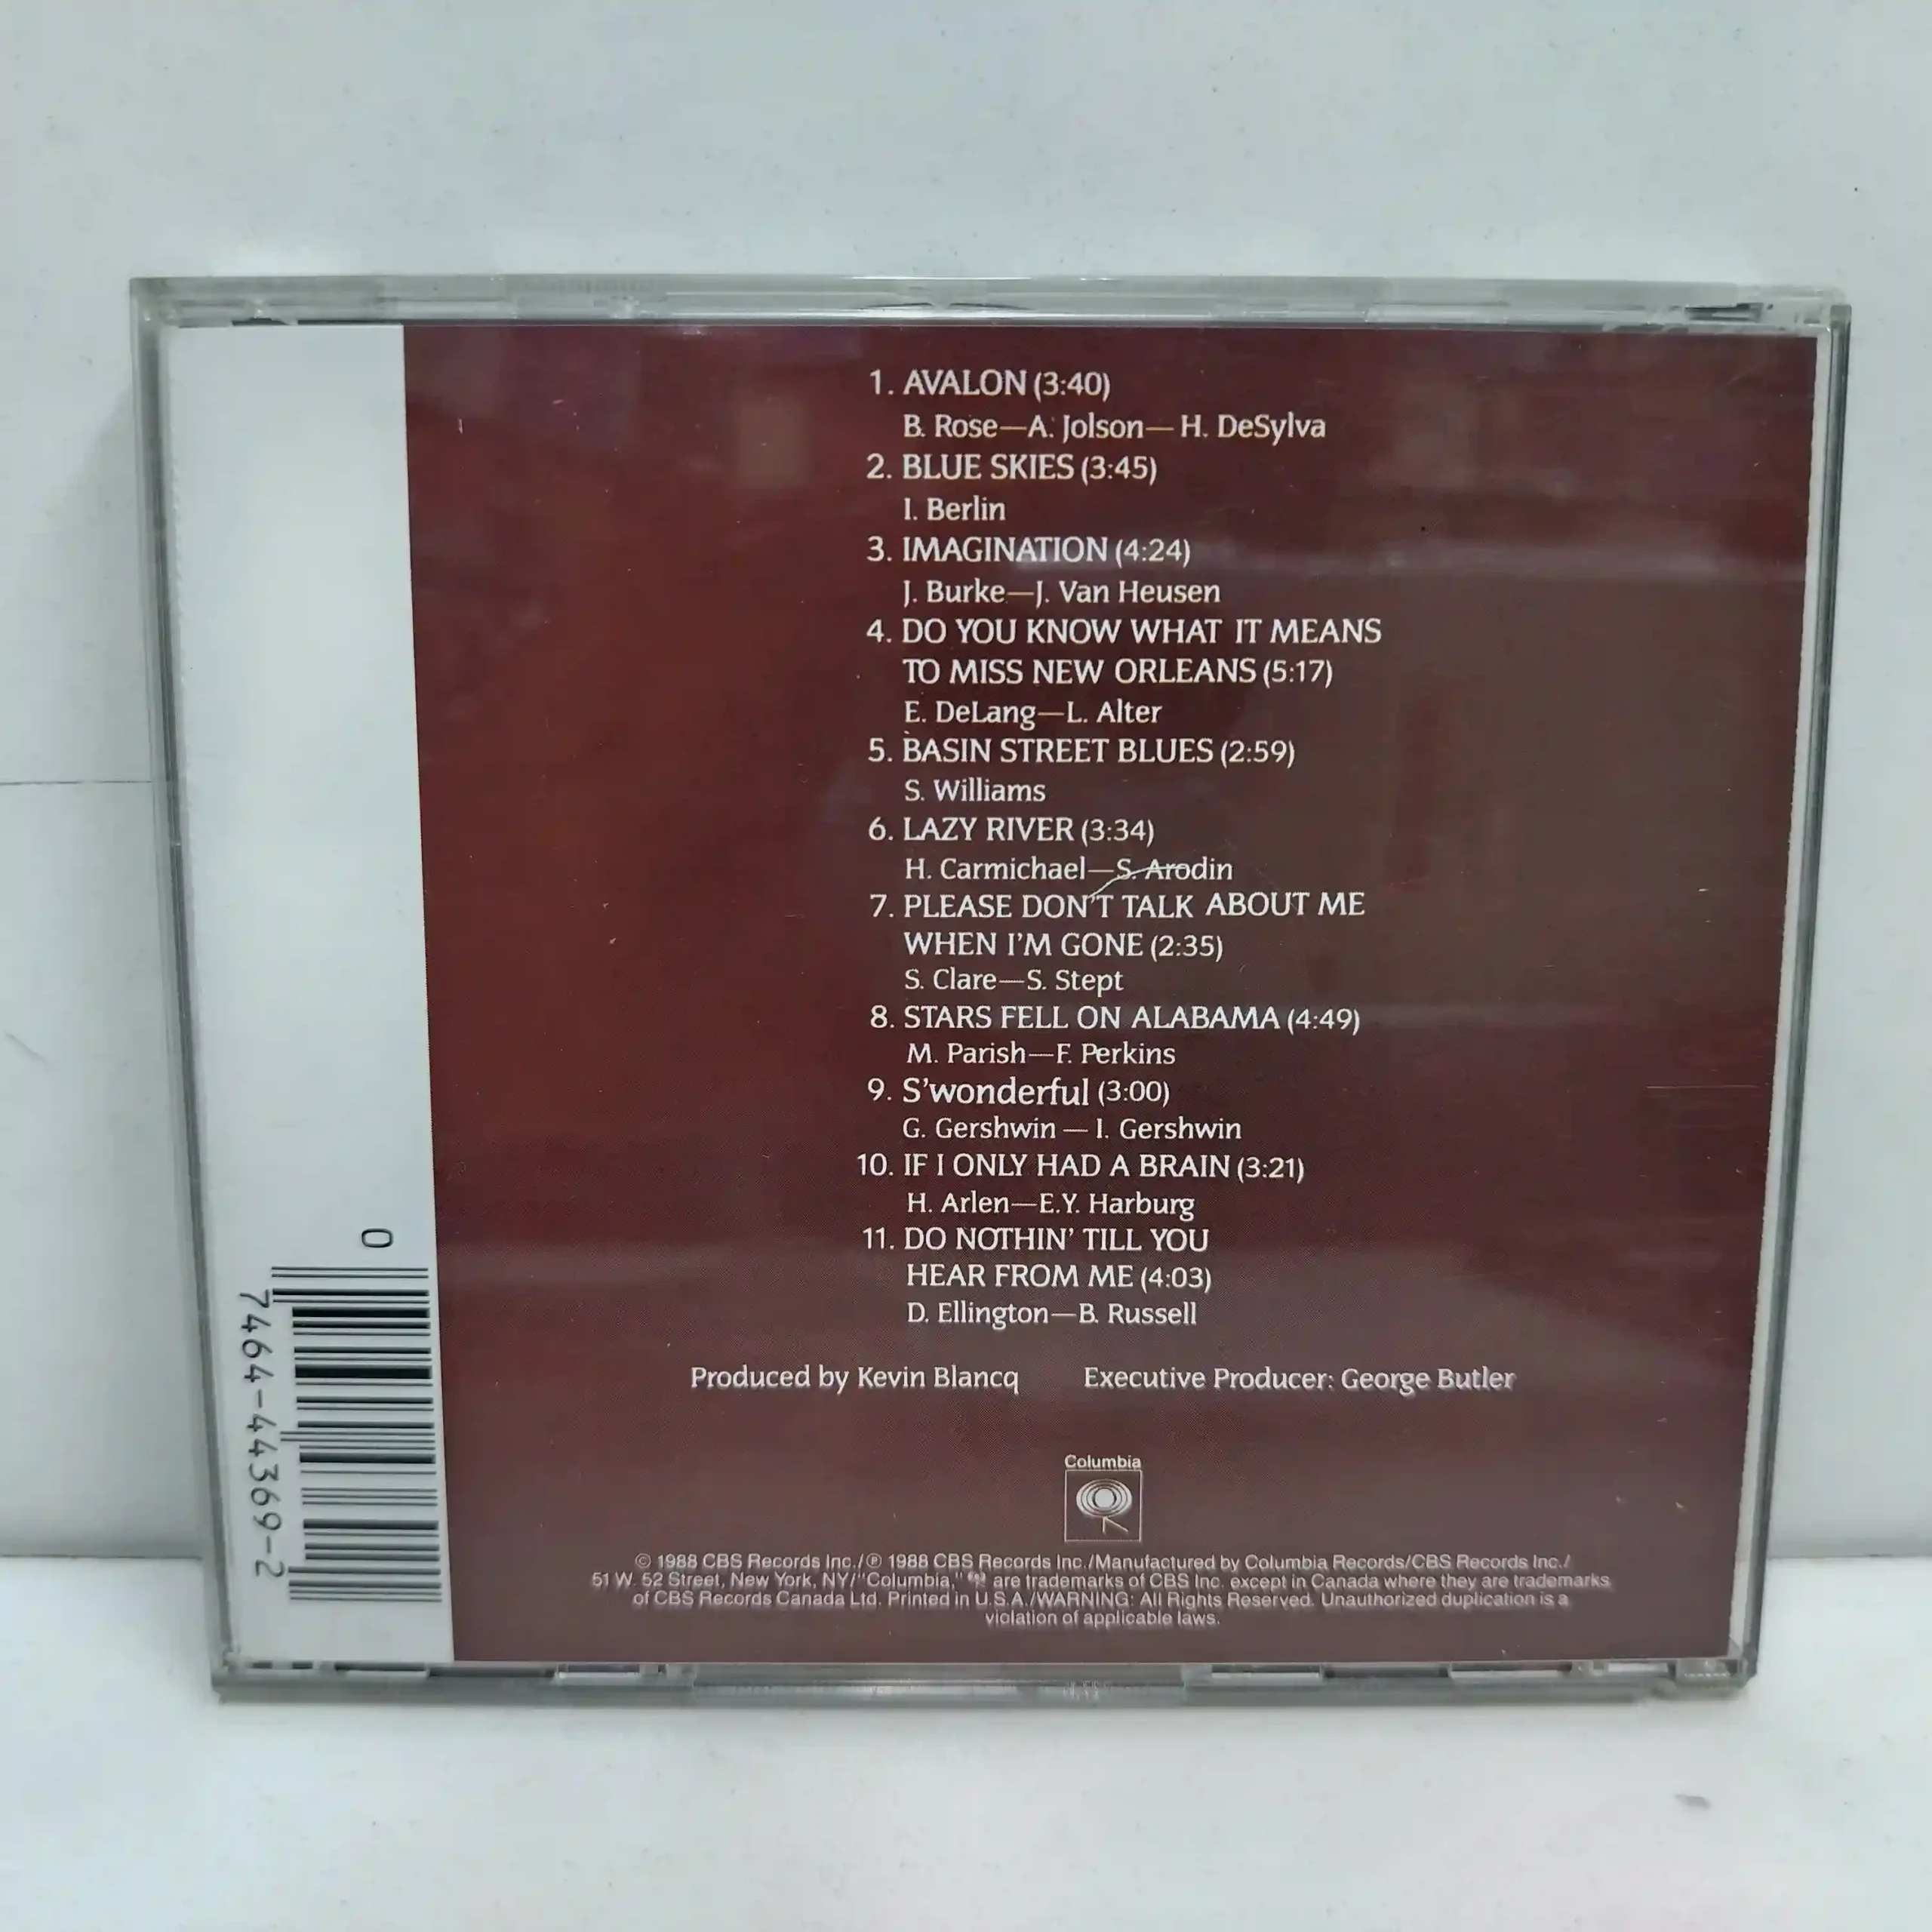 1. AVALON (3:40)
B. Rose—A. Jolson— H. DeSylva
2. BLUE SKIES (3:45)
I. Berlin
3. IMAGINATION (4:24)
J. Burke—J. Van Heusen
4. DO YOU KNOW WHAT IT MEANS
TO MISS NEW ORLEANS (5:17)
E. DeLang—L. Alter
5. BASIN STREET BLUES (2:59)
S. Williams
6. LAZY RIVER (3:34)
H. Carmichael—S. Arodin
7. PLEASE DON'T TALK ABOUT ME
WHEN I'M GONE (2:35)
S. Clare—S. Stept
8. STARS FELL ON ALABAMA (4:49)
M. Parish—F. Perkins
9. S'wonderful (3:00)
G. Gershwin — I. Gershwin
10. IF I ONLY HAD A BRAIN (3:21)
H. Arlen—E.Y. Harburg
11. DO NOTHIN' TILL YOU
HEAR FROM ME (4:03)
D. Ellington—B. Russell
Produced by Kevin Blancq Executive Producer: George Butler
Columbia
© 1988 CBS Records Inc./℗ 1988 CBS Records Inc./Manufactured by Columbia Records/CBS Records Inc./
51 W. 52 Street, New York, NY/"Columbia," are trademarks of CBS Inc. except in Canada where they are trademarks
of CBS Records Canada Ltd. Printed in U.S.A./WARNING: All Rights Reserved. Unauthorized duplication is a
violation of applicable laws.
0
7464-44369-2